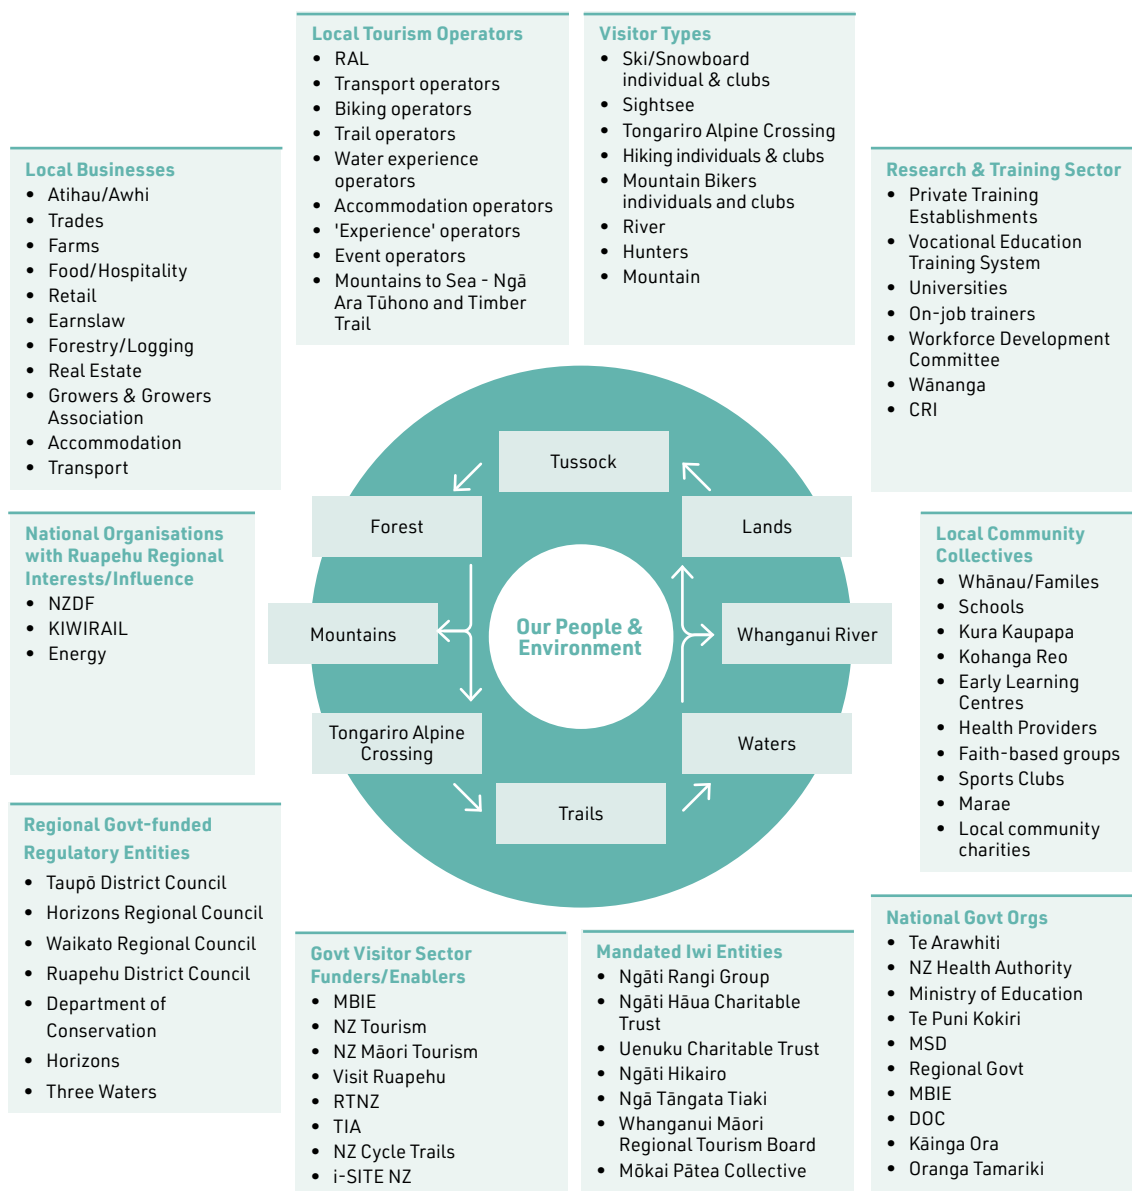 Local Tourism Operators
• RAL
• Transport operators
• Biking operators
• Trail operators
• Water experience
operators
• Accommodation operators
• 'Experience' operators
• Event operators
• Mountains to Sea - Ngā
Ara Tūhono and Timber
Trail
Visitor Types
• Ski/Snowboard
individual & clubs
• Sightsee
• Tongariro Alpine Crossing
• Hiking individuals & clubs
• Mountain Bikers
individuals and clubs
• River
• Hunters
• Mountain
Local Businesses
• Atihau/Awhi
• Trades
• Farms
• Food/Hospitality
• Retail
• Earnslaw
• Forestry/Logging
• Real Estate
• Growers & Growers
Association
• Accommodation
• Transport
Research & Training Sector
• Private Training
Establishments
• Vocational Education
Training System
• Universities
• On-job trainers
• Workforce Development
Committee
• Wānanga
• CRI
Tussock
Forest
Lands
Mountains
Our People &
Environment
Whanganui River
Tongariro Alpine
Crossing
Waters
Trails
National Organisations
with Ruapehu Regional
Interests/Influence
• NZDF
• KIWIRAIL
• Energy
Local Community
Collectives
• Whānau/Familes
• Schools
• Kura Kaupapa
• Kohanga Reo
• Early Learning
Centres
• Health Providers
• Faith-based groups
• Sports Clubs
• Marae
• Local community
charities
Regional Govt-funded
Regulatory Entities
• Taupō District Council
• Horizons Regional Council
• Waikato Regional Council
• Ruapehu District Council
• Department of
Conservation
• Horizons
• Three Waters
Govt Visitor Sector
Funders/Enablers
• MBIE
• NZ Tourism
• NZ Māori Tourism
• Visit Ruapehu
• RTNZ
• TIA
• NZ Cycle Trails
• i-SITE NZ
Mandated Iwi Entities
• Ngāti Rangi Group
• Ngāti Hāua Charitable
Trust
• Uenuku Charitable Trust
• Ngāti Hikairo
• Ngā Tāngata Tiaki
• Whanganui Māori
Regional Tourism Board
• Mōkai Pātea Collective
National Govt Orgs
• Te Arawhiti
• NZ Health Authority
• Ministry of Education
• Te Puni Kokiri
• MSD
• Regional Govt
• MBIE
• DOC
• Kāinga Ora
• Oranga Tamariki